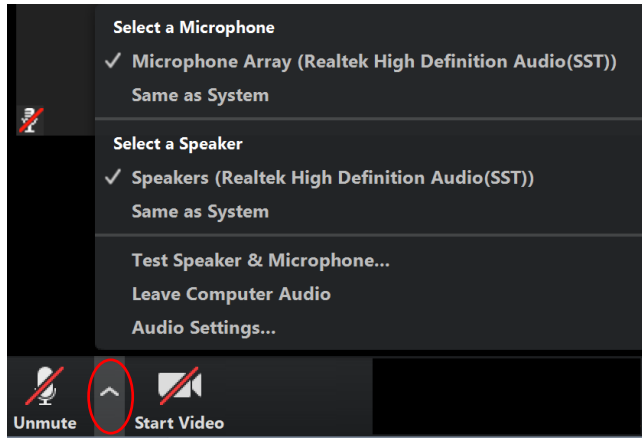 Select a Microphone
Microphone Array (Realtek High Definition Audio(SST))
Same as System
Select a Speaker
Speakers (Realtek High Definition Audio(SST))
Same as System
Test Speaker & Microphone...
Leave Computer Audio
Audio Settings...
Unmute
Start Video